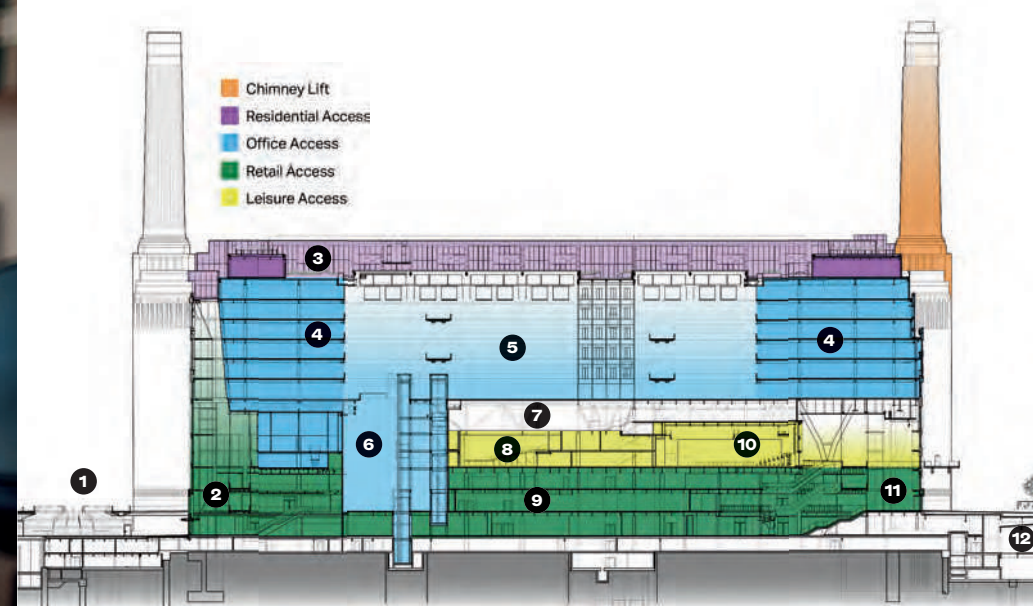 Chimney Lift
Residential Access
Office Access
Retail Access
Leisure Access
3
4
4
5
7
6
8
10
1
2
9
11
12